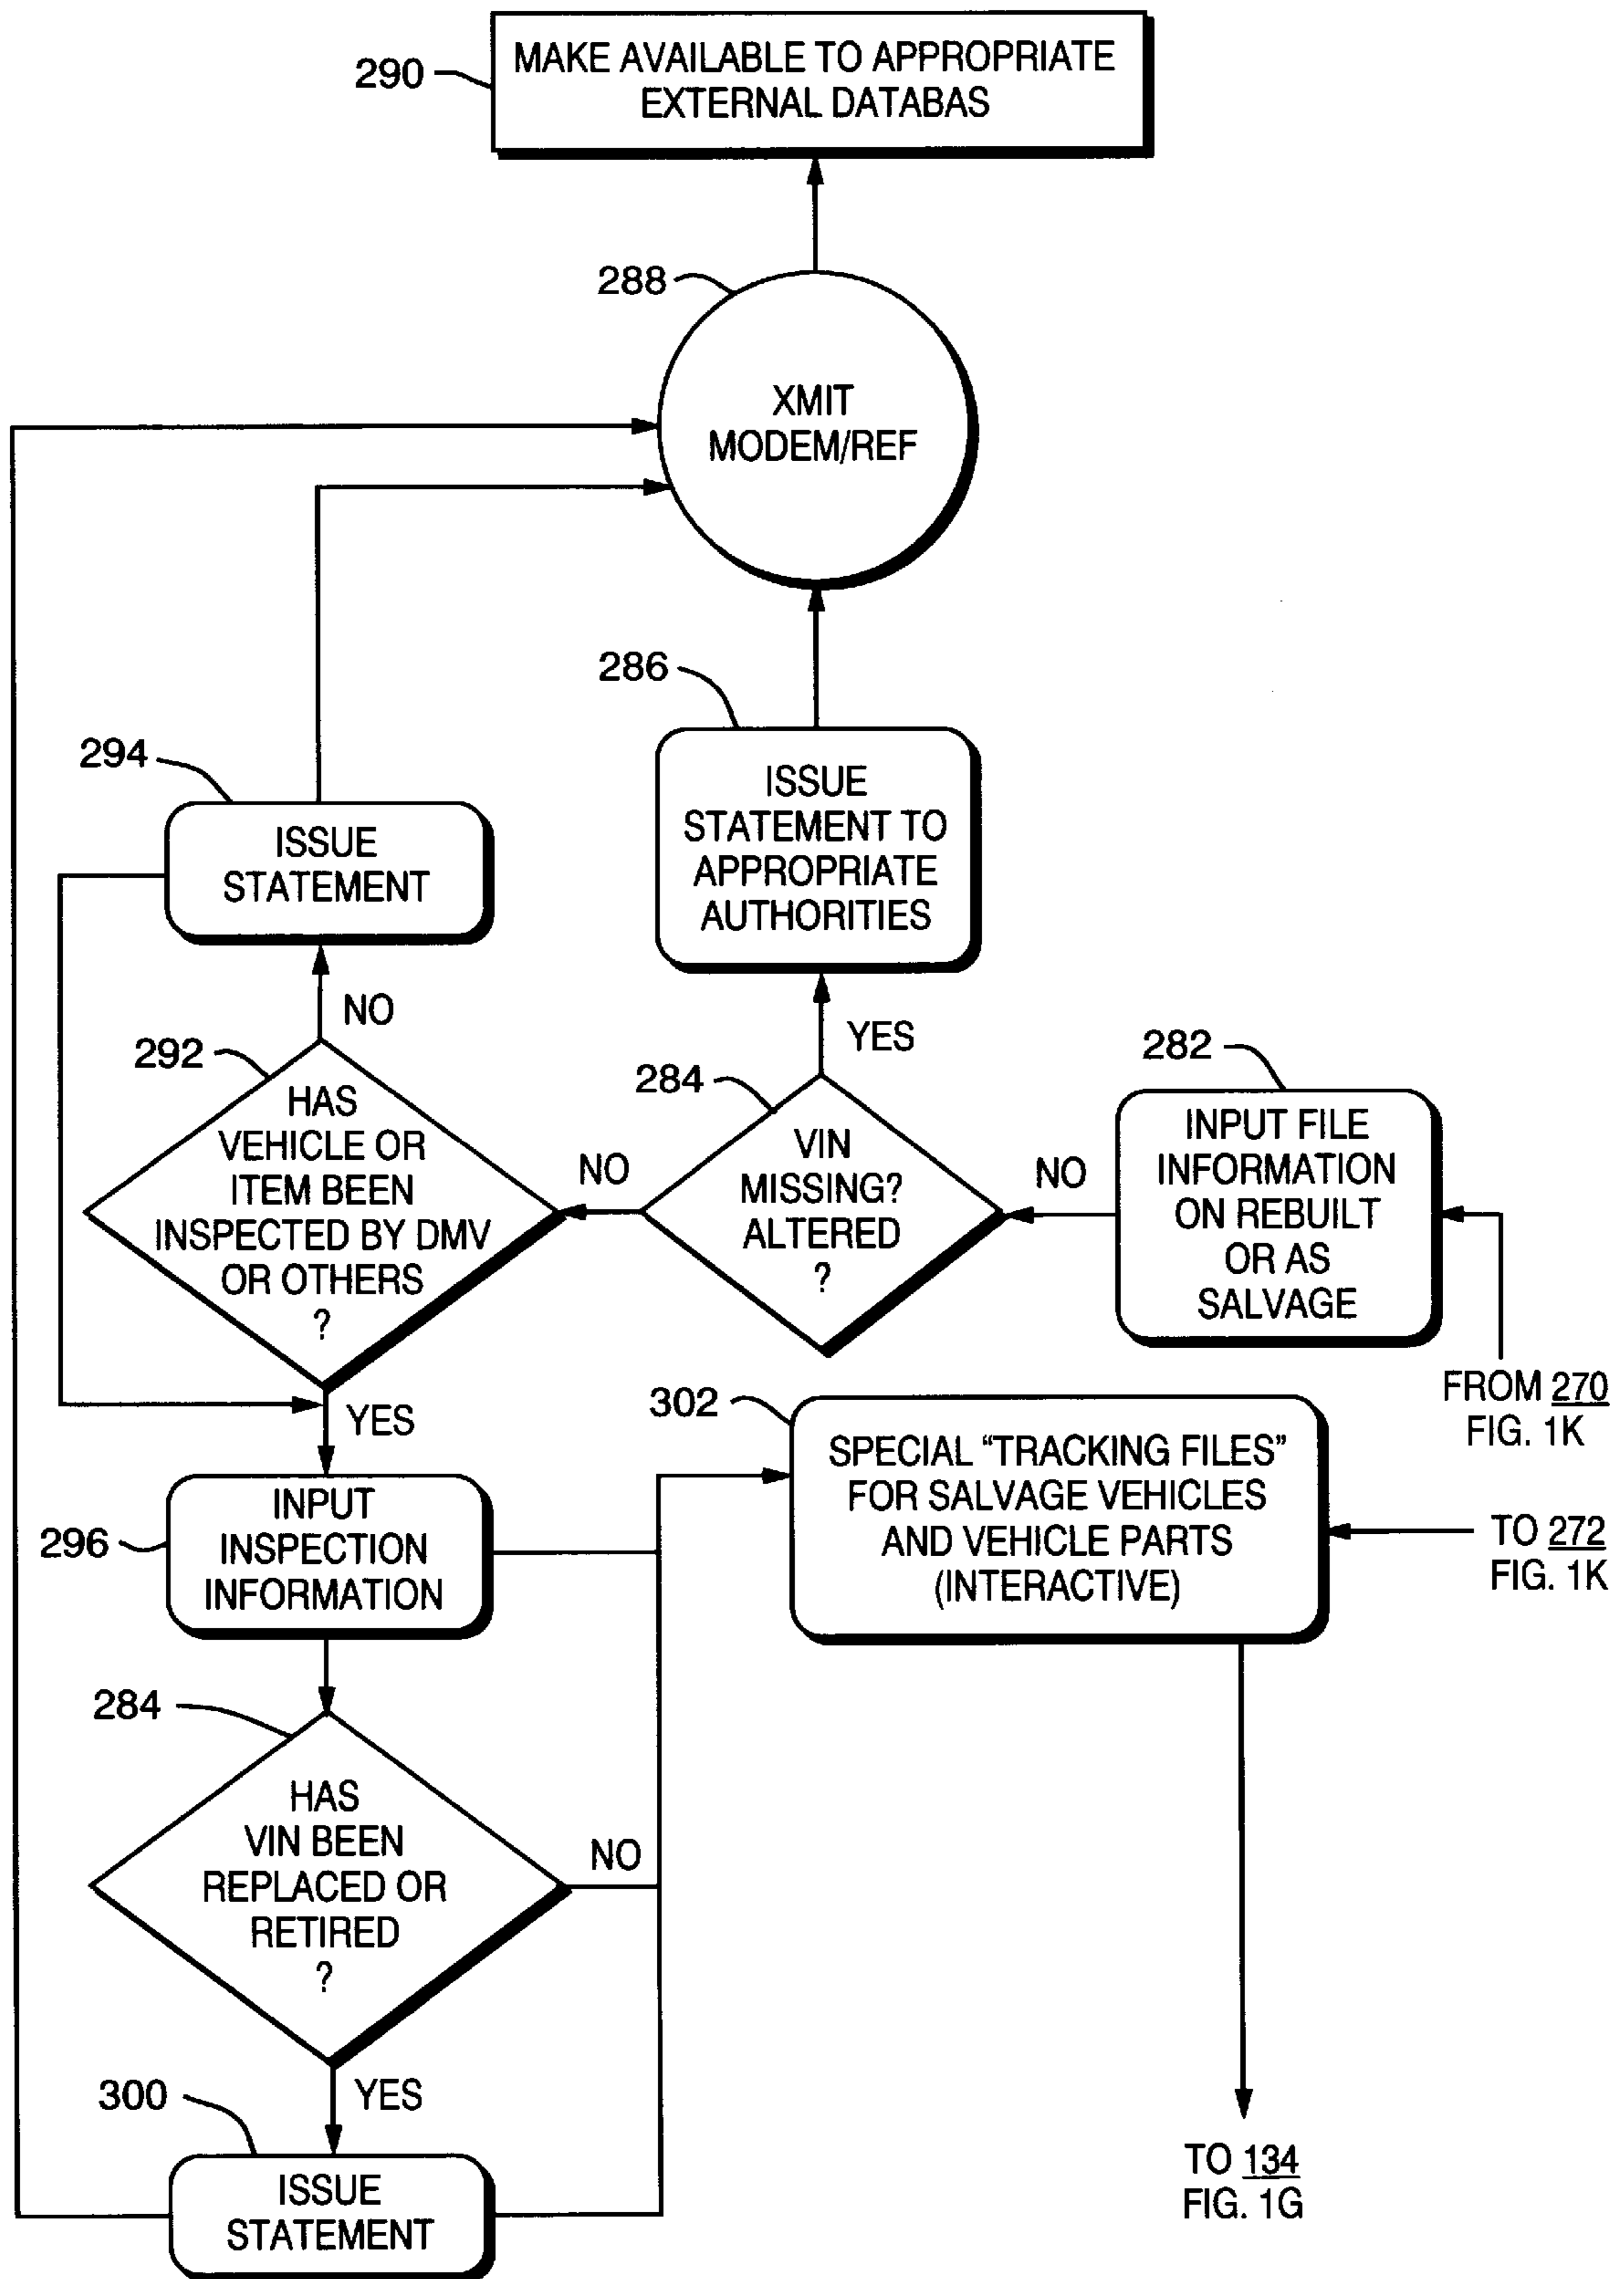 290
MAKE AVAILABLE TO APPROPRIATE
EXTERNAL DATABAS
288
XMIT
MODEM/REF
286
ISSUE
STATEMENT TO
APPROPRIATE
AUTHORITIES
294
ISSUE
STATEMENT
NO
YES
292
HAS
VEHICLE OR
ITEM BEEN
INSPECTED BY DMV
OR OTHERS
?
NO
284
VIN
MISSING?
ALTERED
?
NO
282
INPUT FILE
INFORMATION
ON REBUILT
OR AS
SALVAGE
FROM 270
FIG. 1K
YES
302
SPECIAL “TRACKING FILES”
FOR SALVAGE VEHICLES
AND VEHICLE PARTS
(INTERACTIVE)
TO 272
FIG. 1K
296
INPUT
INSPECTION
INFORMATION
284
HAS
VIN BEEN
REPLACED OR
RETIRED
?
NO
YES
300
ISSUE
STATEMENT
TO 134
FIG. 1G